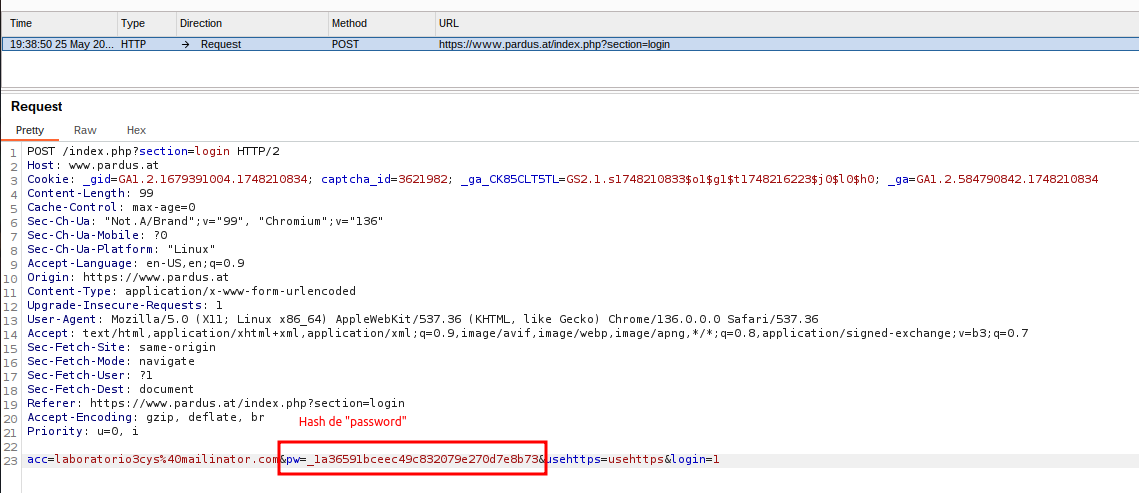 Time Type Direction Method URL
19:38:50 25 May 20... HTTP → Request POST https://www.pardus.at/index.php?section=login
Request
Pretty Raw Hex
1 POST /index.php?section=login HTTP/2
2 Host: www.pardus.at
3 Cookie: _gid=GA1.2.1679391004.1748210834; captcha_id=3621982; _ga_CK85CLT5TL=GS2.1.s1748210833$o1$g1$t1748216223$j0$l0$h0; _ga=GA1.2.584790842.1748210834
4 Content-Length: 99
5 Cache-Control: max-age=0
6 Sec-Ch-Ua: "Not.A/Brand";v="99", "Chromium";v="136"
7 Sec-Ch-Ua-Mobile: ?0
8 Sec-Ch-Ua-Platform: "Linux"
9 Accept-Language: en-US,en;q=0.9
10 Origin: https://www.pardus.at
11 Content-Type: application/x-www-form-urlencoded
12 Upgrade-Insecure-Requests: 1
13 User-Agent: Mozilla/5.0 (X11; Linux x86_64) AppleWebKit/537.36 (KHTML, like Gecko) Chrome/136.0.0.0 Safari/537.36
14 Accept: text/html,application/xhtml+xml,application/xml;q=0.9,image/avif,image/webp,image/apng,*/*;q=0.8,application/signed-exchange;v=b3;q=0.7
15 Sec-Fetch-Site: same-origin
16 Sec-Fetch-Mode: navigate
17 Sec-Fetch-User: ?1
18 Sec-Fetch-Dest: document
19 Referer: https://www.pardus.at/index.php?section=login
20 Accept-Encoding: gzip, deflate, br
Hash de "password"
21 Priority: u=0, i
22
23 acc=laboratorio3cys%40mailinator.com&pw=_1a36591bceec49c832079e270d7e8b73&usehttps=usehttps&login=1